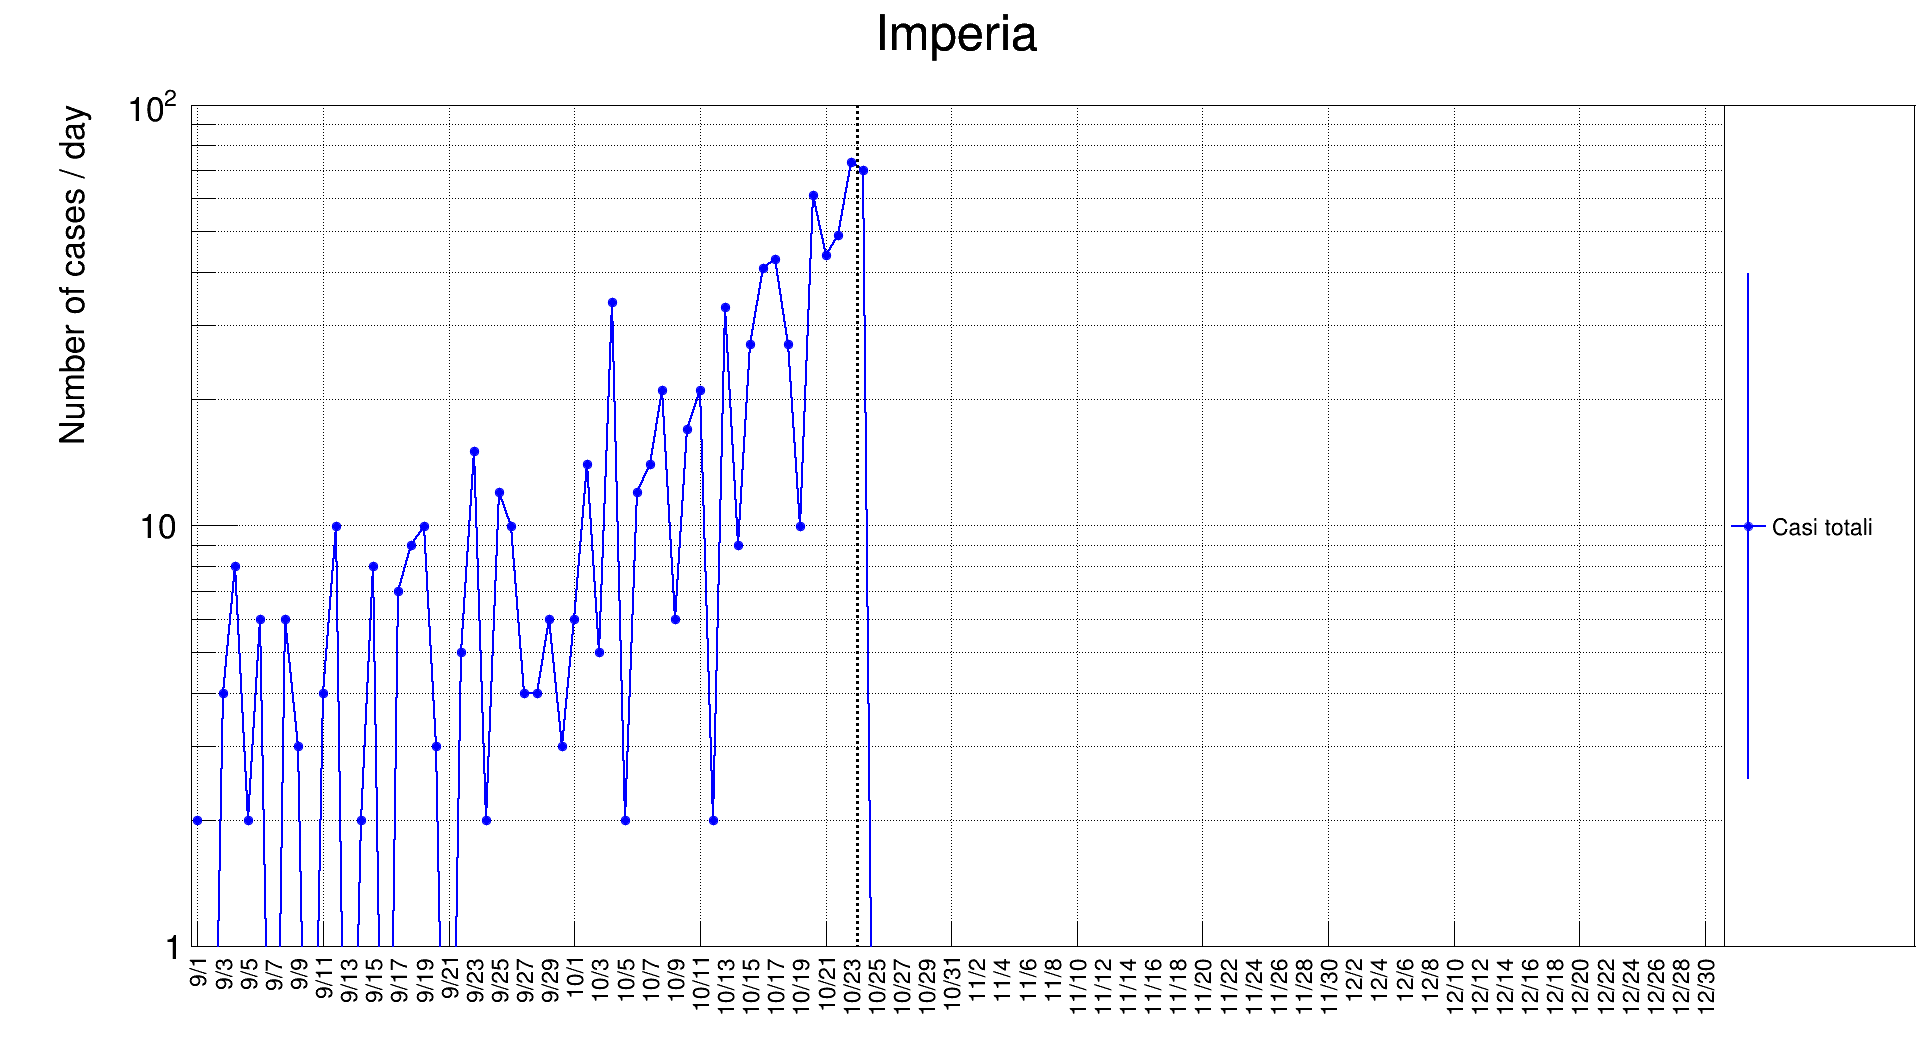 Imperia
Number of cases / day
10²
10
1
9/1 9/3 9/5 9/7 9/9 9/11 9/13 9/15 9/17 9/19 9/21 9/23 9/25 9/27 9/29 10/1 10/3 10/5 10/7 10/9 10/11 10/13 10/15 10/17 10/19 10/21 10/23 10/25 10/27 10/29 10/31 11/2 11/4 11/6 11/8 11/10 11/12 11/14 11/16 11/18 11/20 11/22 11/24 11/26 11/28 11/30 12/2 12/4 12/6 12/8 12/10 12/12 12/14 12/16 12/18 12/20 12/22 12/24 12/26 12/28 12/30
Casi totali